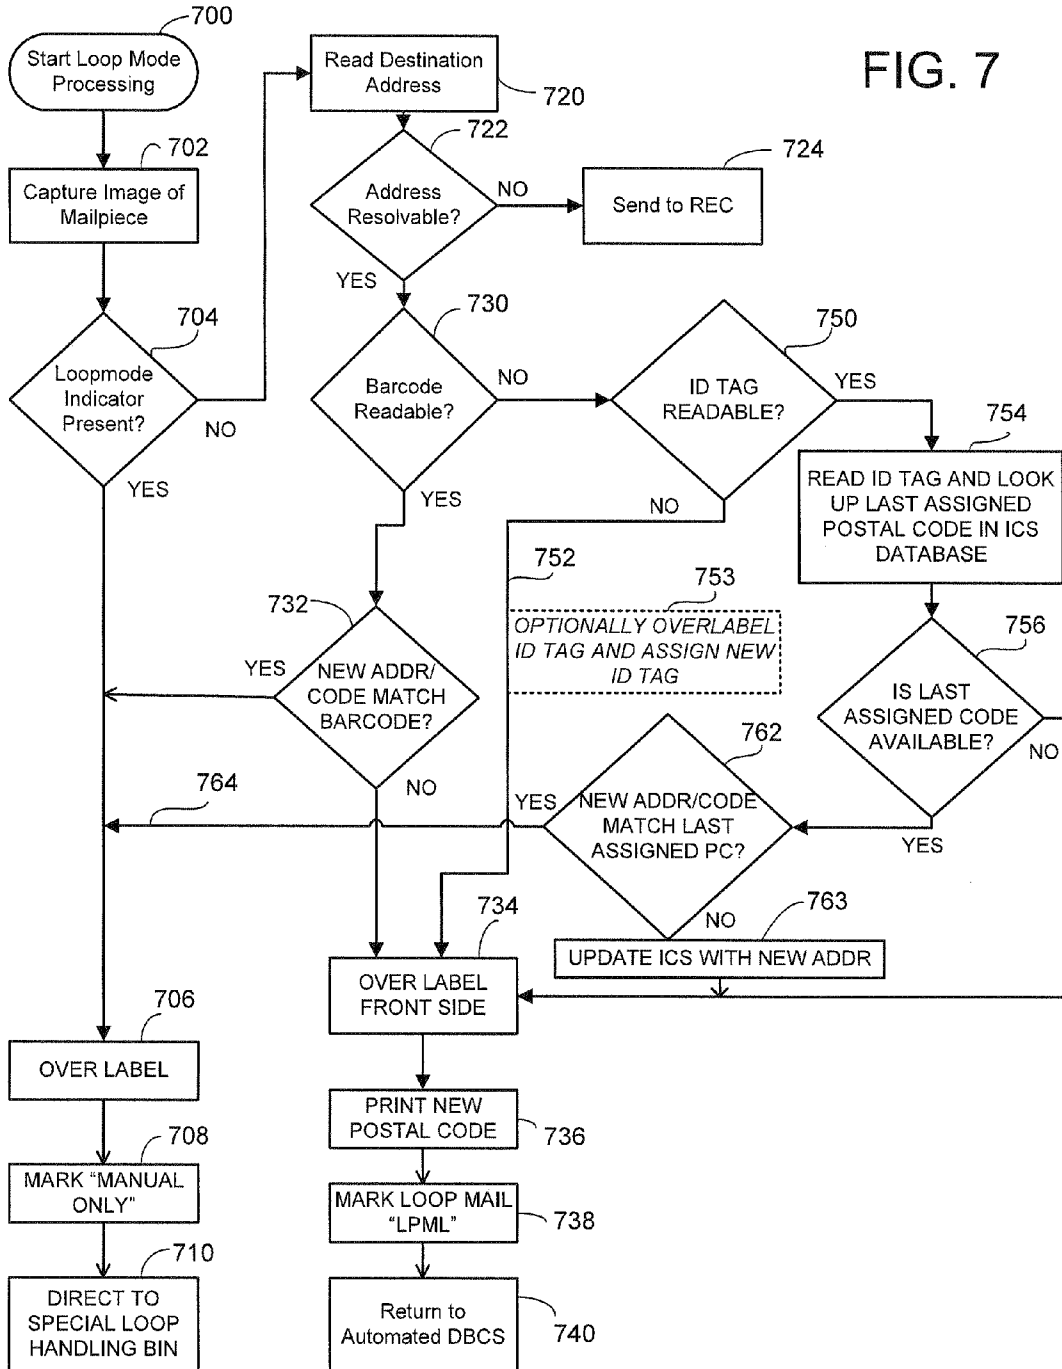 FIG. 7
700
Start Loop Mode
Processing
702
Capture Image of
Mailpiece
704
Loopmode
Indicator
Present?
NO
YES
Read Destination
Address
720
722
Address
Resolvable?
NO
YES
724
Send to REC
730
Barcode
Readable?
NO
YES
750
ID TAG
READABLE?
YES
NO
754
READ ID TAG AND LOOK
UP LAST ASSIGNED
POSTAL CODE IN ICS
DATABASE
752
753
OPTIONALLY OVERLABEL
ID TAG AND ASSIGN NEW
ID TAG
732
YES
NEW ADDR/
CODE MATCH
BARCODE?
NO
756
IS LAST
ASSIGNED CODE
AVAILABLE?
NO
YES
762
YES
NEW ADDR/CODE
MATCH LAST
ASSIGNED PC?
NO
764
763
UPDATE ICS WITH NEW ADDR
734
OVER LABEL
FRONT SIDE
706
OVER LABEL
PRINT NEW
POSTAL CODE
736
708
MARK “MANUAL
ONLY”
MARK LOOP MAIL
“LPML”
738
710
DIRECT TO
SPECIAL LOOP
HANDLING BIN
Return to
Automated DBCS
740